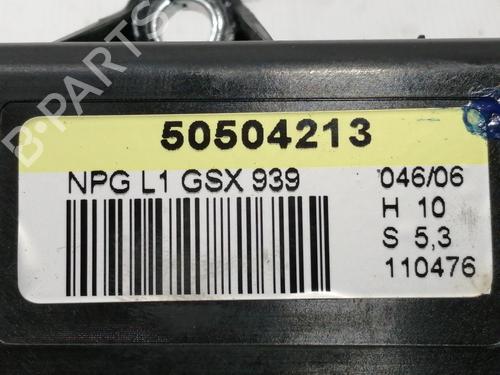 50504213
NPG L1 GSX 939
046/06
H 10
S 5,3
110476
B-PARTS